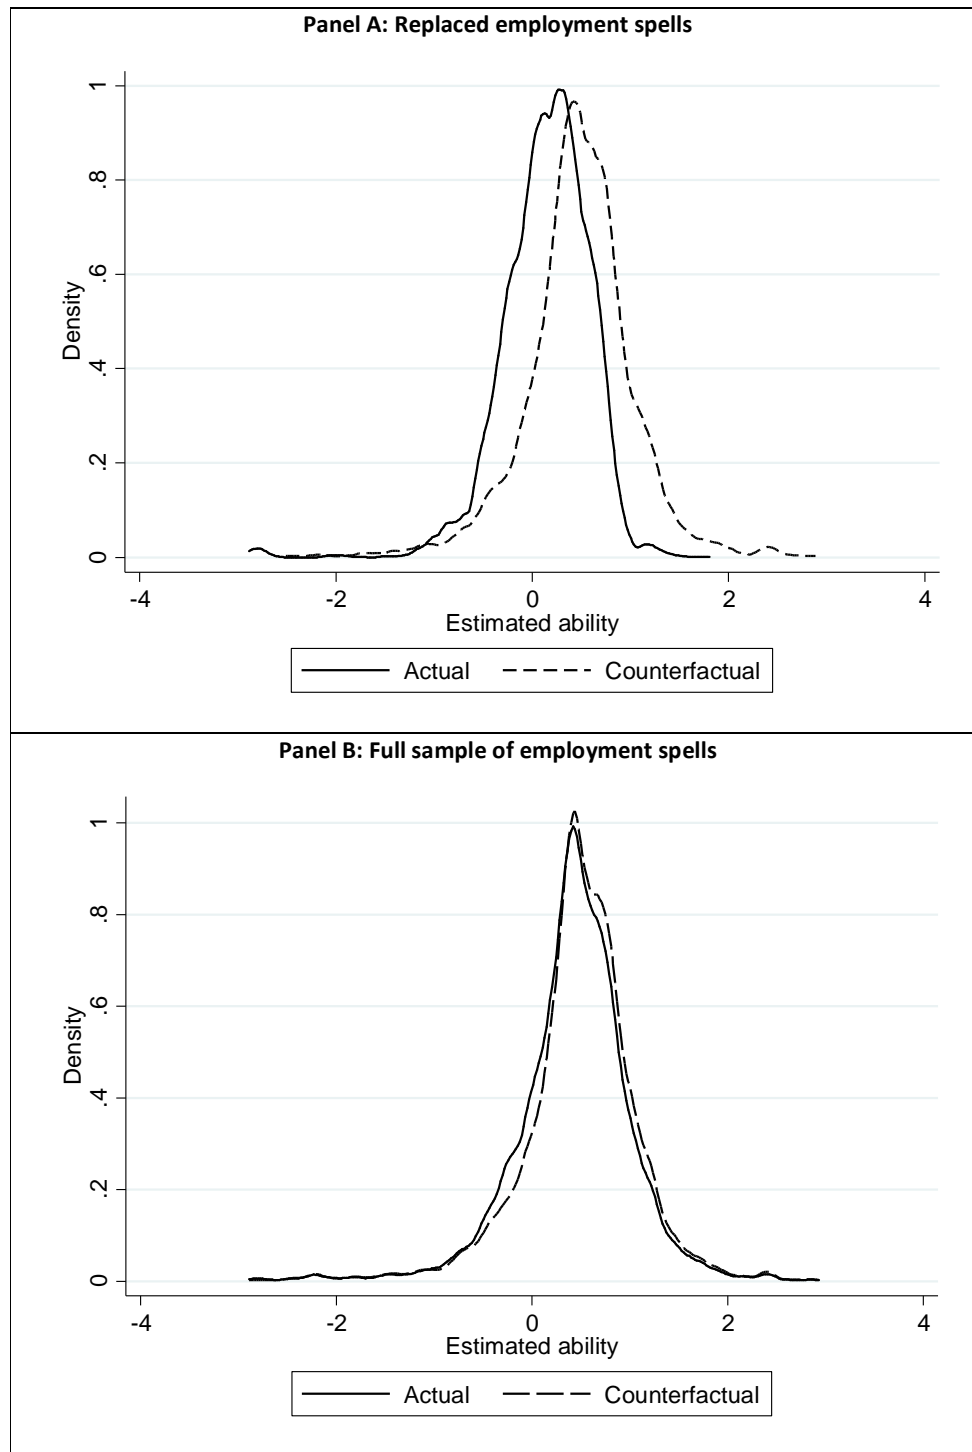 Panel A: Replaced employment spells
1
.8
.6
.4
.2
0
Density
-4 -2 0 2 4
Estimated ability
Actual Counterfactual
Panel B: Full sample of employment spells
1
.8
.6
.4
.2
0
Density
-4 -2 0 2 4
Estimated ability
Actual Counterfactual